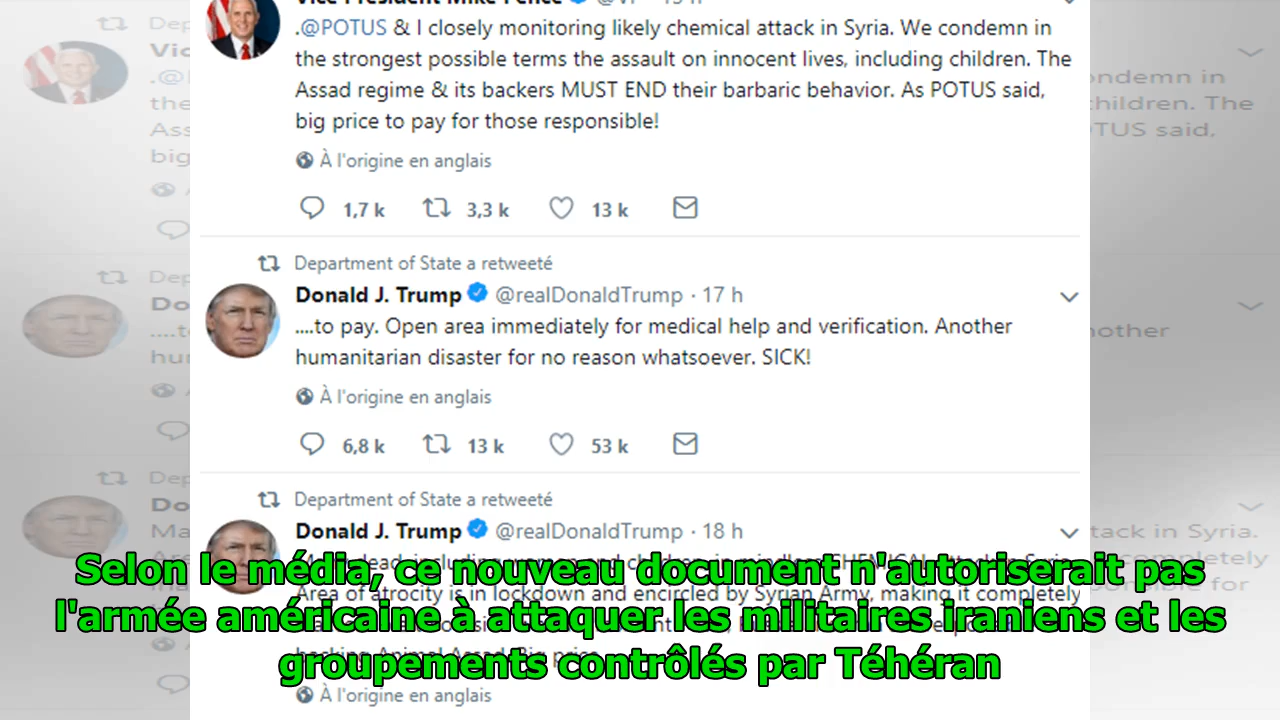 Vice President Mike Pence @VP · 15 h
.@POTUS & I closely monitoring likely chemical attack in Syria. We condemn in
the strongest possible terms the assault on innocent lives, including children. The
Assad regime & its backers MUST END their barbaric behavior. As POTUS said,
big price to pay for those responsible!
À l'origine en anglais
1,7 k 3,3 k 13 k
Department of State a retweeté
Donald J. Trump @realDonaldTrump · 17 h
....to pay. Open area immediately for medical help and verification. Another
humanitarian disaster for no reason whatsoever. SICK!
À l'origine en anglais
6,8 k 13 k 53 k
Department of State a retweeté
Donald J. Trump @realDonaldTrump · 18 h
Area of atrocity is in lockdown and encircled by Syrian Army, making it completely
Selon le média, ce nouveau document n'autoriserait pas
l'armée américaine à attaquer les militaires iraniens et les
groupements contrôlés par Téhéran
À l'origine en anglais